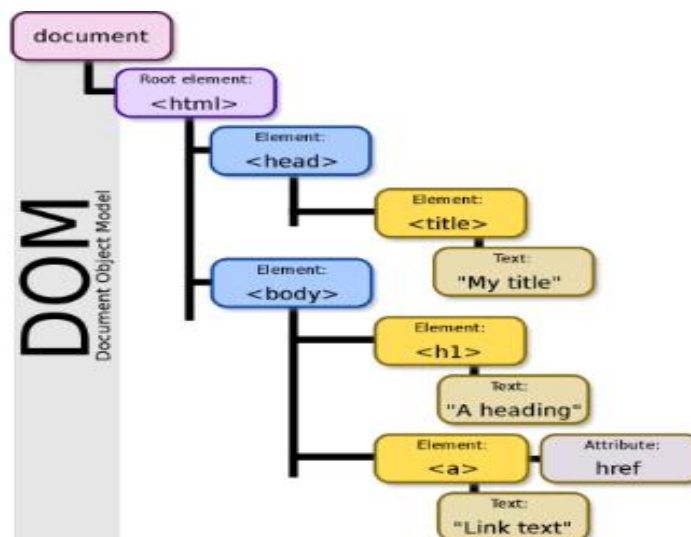 document
Root element:
<html>
Element:
<head>
Element:
<title>
Text:
"My title"
Element:
<body>
Element:
<h1>
Text:
"A heading"
Element:
<a>
Attribute:
href
Text:
"Link text"
DOM
Document Object Model